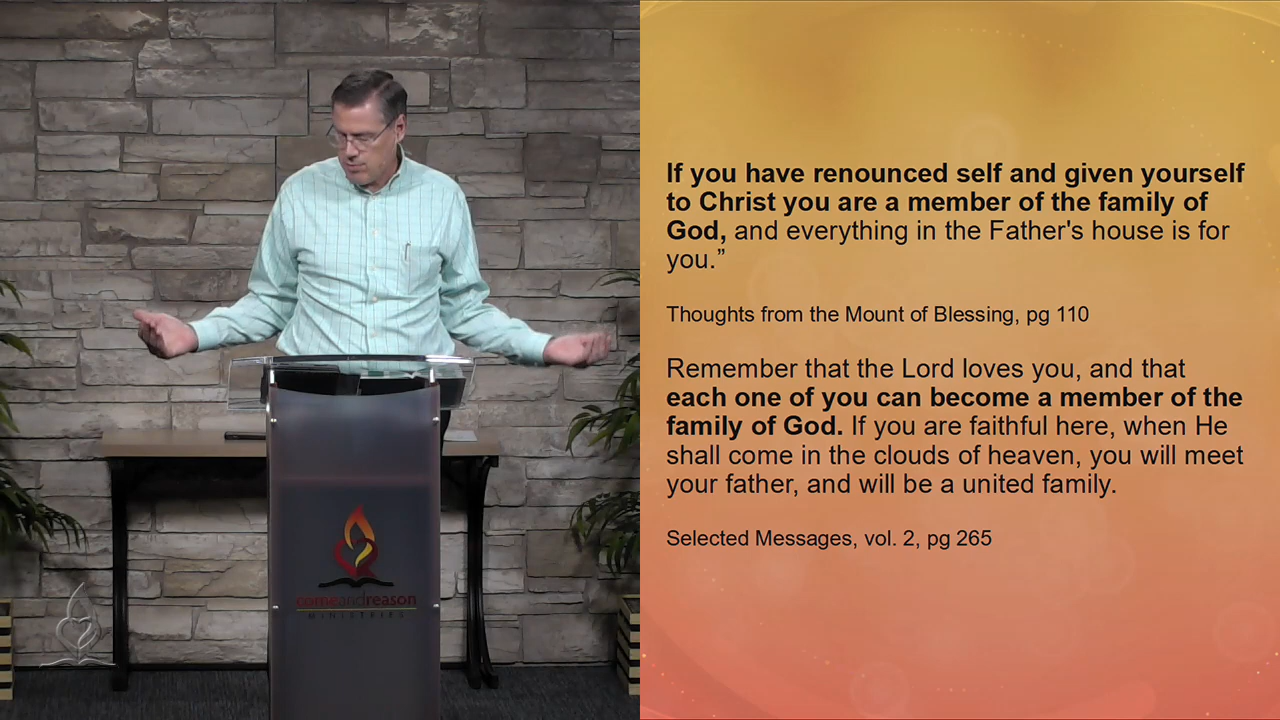 If you have renounced self and given yourself
to Christ you are a member of the family of
God, and everything in the Father's house is for
you.”
Thoughts from the Mount of Blessing, pg 110
Remember that the Lord loves you, and that
each one of you can become a member of the
family of God. If you are faithful here, when He
shall come in the clouds of heaven, you will meet
your father, and will be a united family.
Selected Messages, vol. 2, pg 265
comeandreason
MINISTRIES